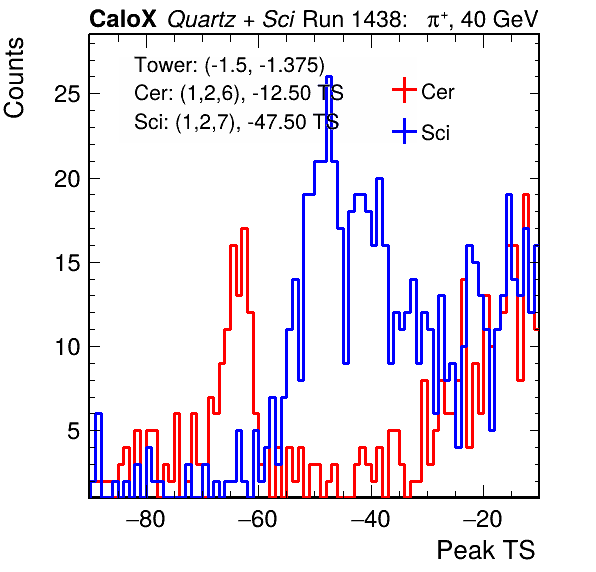 CaloX Quartz + Sci Run 1438: π⁺, 40 GeV
Counts
Tower: (-1.5, -1.375)
Cer: (1,2,6), -12.50 TS
Sci: (1,2,7), -47.50 TS
Cer
Sci
25
20
15
10
5
−80 −60 −40 −20
Peak TS